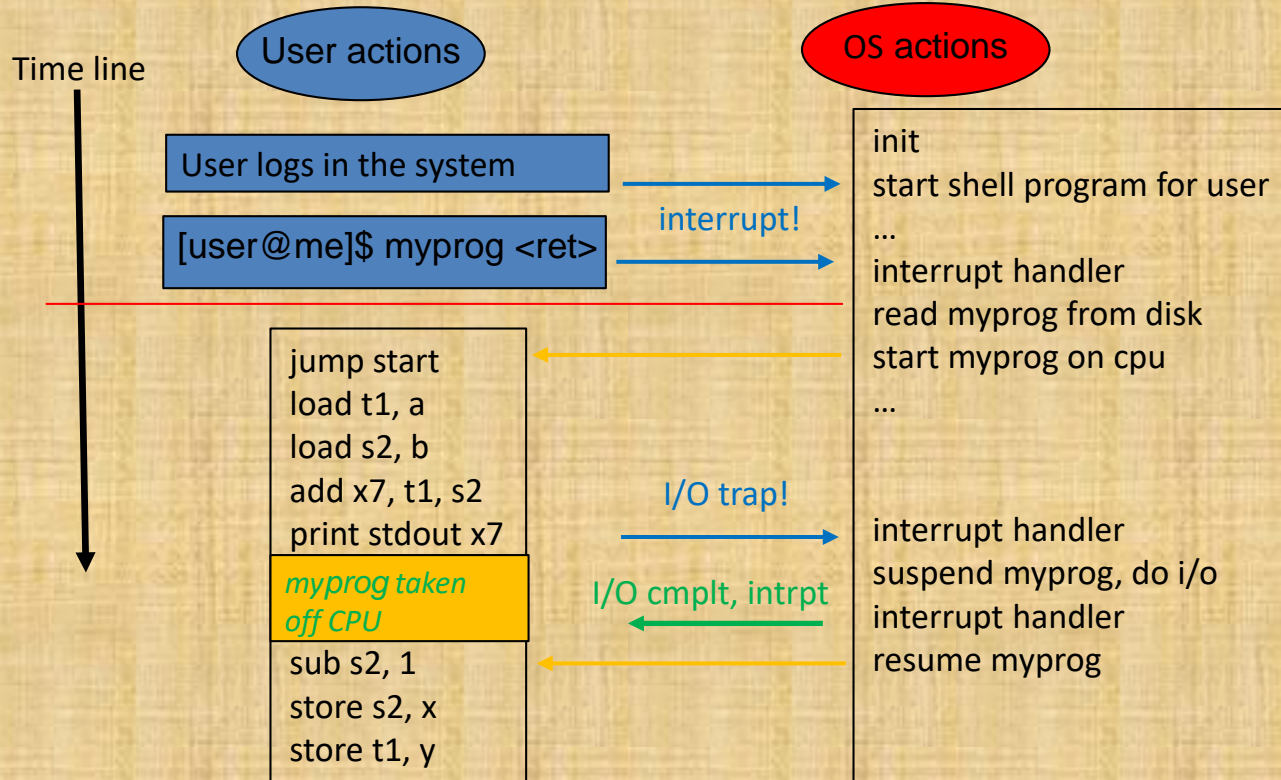 User actions
OS actions
Time line
User logs in the system
[user@me]$ myprog <ret>
interrupt!
init
start shell program for user
…
interrupt handler
read myprog from disk
start myprog on cpu
…
interrupt handler
suspend myprog, do i/o
interrupt handler
resume myprog
jump start
load t1, a
load s2, b
add x7, t1, s2
print stdout x7
myprog taken
off CPU
sub s2, 1
store s2, x
store t1, y
I/O trap!
I/O cmplt, intrpt